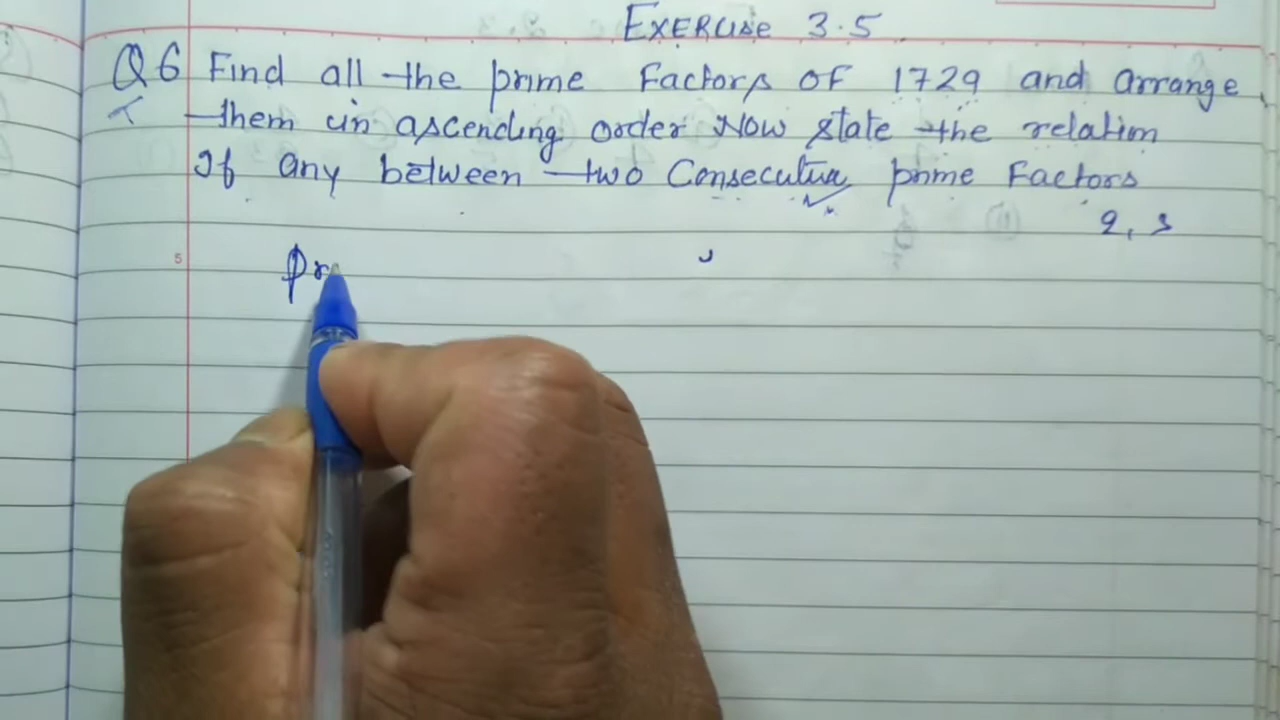 EXERCISE 3.5
Q6 Find all the prime Factors OF 1729 and arrange
them in ascending order Now state the relation
If any between two Consecutive prime Factors
2, 3
5
Pr